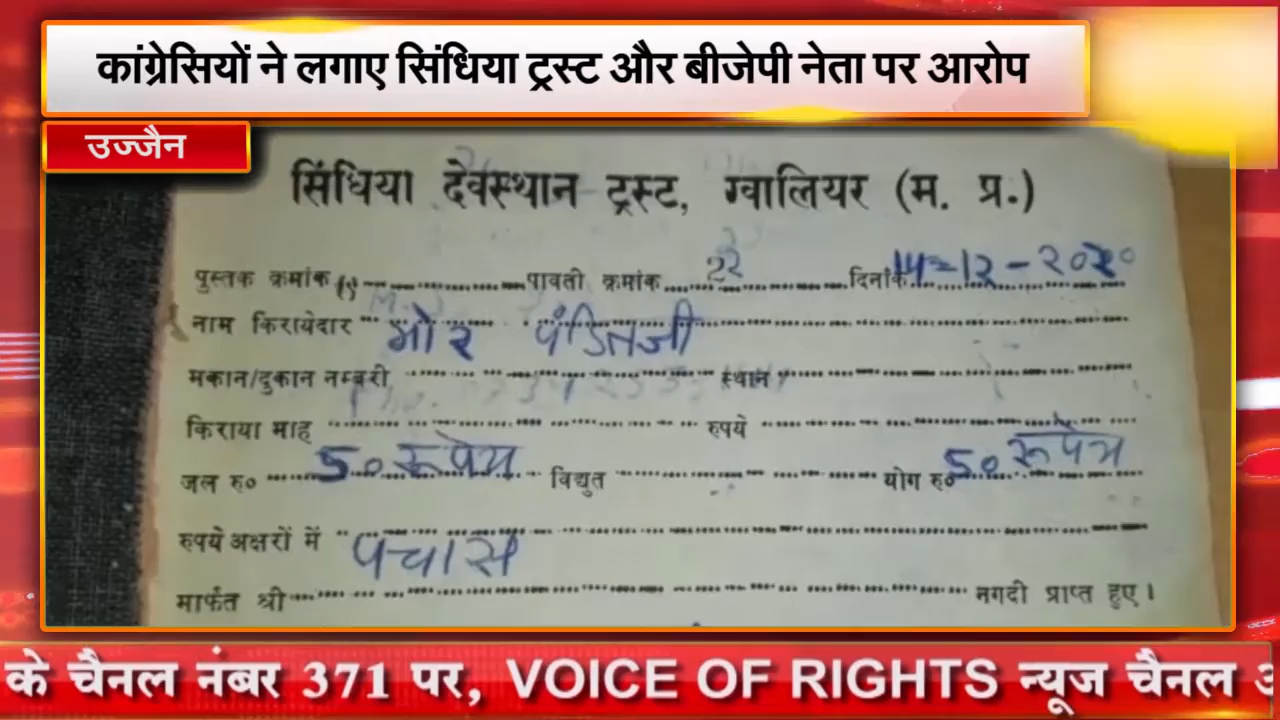 कांग्रेसियों ने लगाए सिंधिया ट्रस्ट और बीजेपी नेता पर आरोप
उज्जैन
सिंधिया देवस्थान ट्रस्ट, ग्वालियर (म. प्र.)
पुस्तक क्रमांक पावती क्रमांक 22 दिनांक 14-12-2020
नाम किरायेदार मोर पंडितजी
मकान/दुकान नम्बरी स्थान
किराया माह रुपये
जल रु० 50 रूपेय विद्युत योग रु० 50 रूपेय
रुपये अक्षरों में पचास
मार्फत श्री नगदी प्राप्त हुए।
के चैनल नंबर 371 पर, VOICE OF RIGHTS न्यूज चैनल